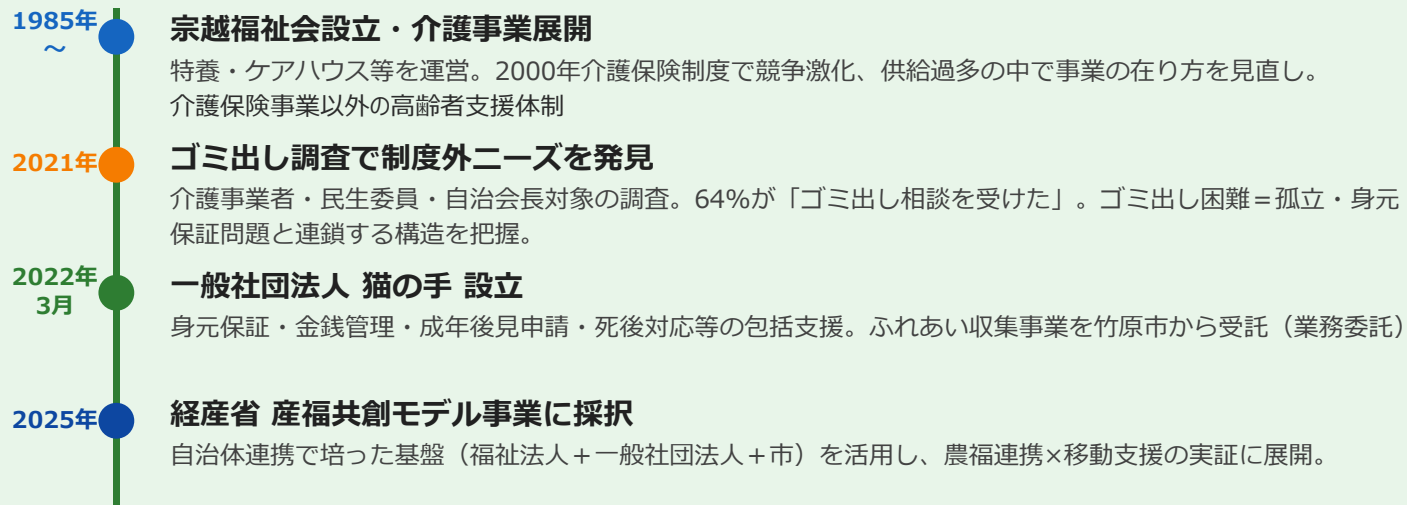 1985年
～
宗越福祉会設立・介護事業展開
特養・ケアハウス等を運営。2000年介護保険制度で競争激化、供給過多の中で事業の在り方を見直し。
介護保険事業以外の高齢者支援体制
2021年
ゴミ出し調査で制度外ニーズを発見
介護事業者・民生委員・自治会長対象の調査。64%が「ゴミ出し相談を受けた」。ゴミ出し困難＝孤立・身元
保証問題と連鎖する構造を把握。
2022年
3月
一般社団法人 猫の手 設立
身元保証・金銭管理・成年後見申請・死後対応等の包括支援。ふれあい収集事業を竹原市から受託（業務委託）
2025年
経産省 産福共創モデル事業に採択
自治体連携で培った基盤（福祉法人＋一般社団法人＋市）を活用し、農福連携×移動支援の実証に展開。